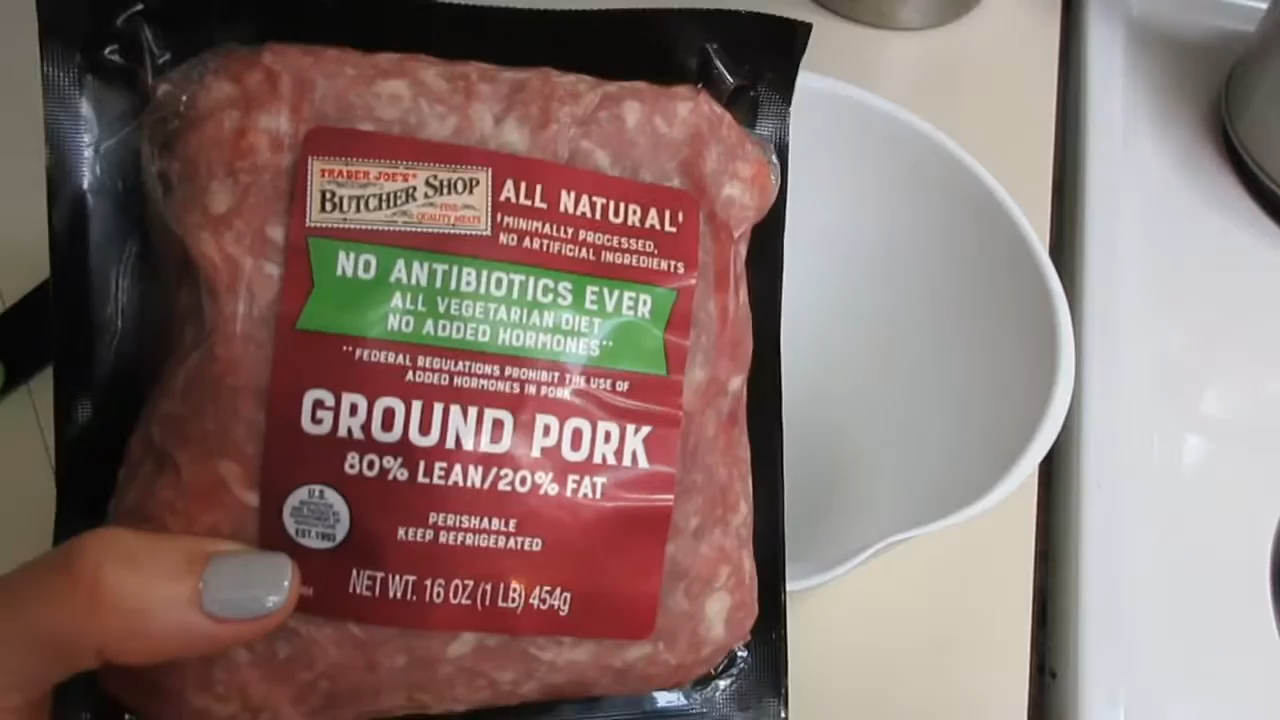 TRADER JOE'S
BUTCHER SHOP
FINE
QUALITY MEATS
ALL NATURAL'
'MINIMALLY PROCESSED,
NO ARTIFICIAL INGREDIENTS
NO ANTIBIOTICS EVER
ALL VEGETARIAN DIET
NO ADDED HORMONES**
**FEDERAL REGULATIONS PROHIBIT THE USE OF
ADDED HORMONES IN PORK
GROUND PORK
80% LEAN/20% FAT
U.S.
PERISHABLE
KEEP REFRIGERATED
NET WT. 16 OZ (1 LB) 454g